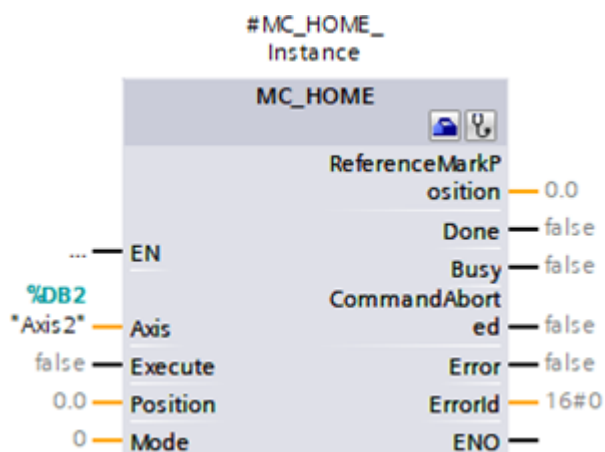 #MC_HOME_
Instance
MC_HOME
ReferenceMarkP
osition 0.0
Done false
... EN
Busy false
%DB2
CommandAbort
"Axis2" Axis
ed false
false Execute
Error false
0.0 Position
ErrorId 16#0
0 Mode
ENO